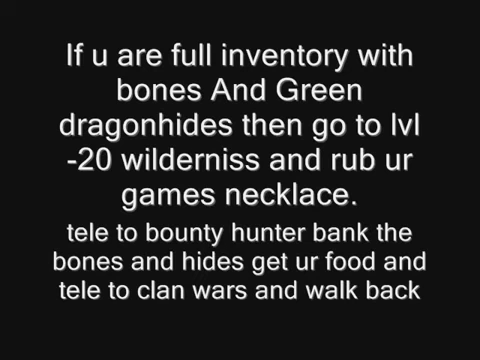 If u are full inventory with
bones And Green
dragonhides then go to lvl
-20 wilderniss and rub ur
games necklace.
tele to bounty hunter bank the
bones and hides get ur food and
tele to clan wars and walk back